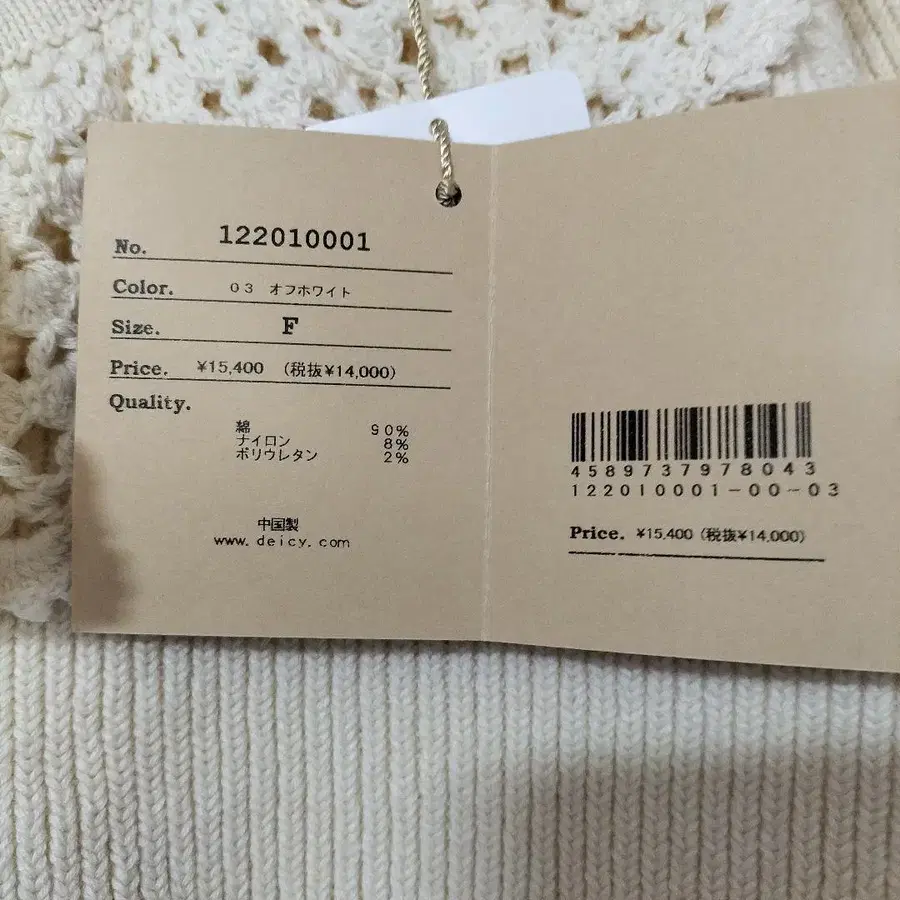 No. 122010001
Color. 03 オフホワイト
Size. F
Price. ¥15,400 (税抜¥14,000)
Quality.
綿 90%
ナイロン 8%
ポリウレタン 2%
中国製
www.deicy.com
4589737978043
122010001-00-03
Price. ¥15,400 (税抜¥14,000)